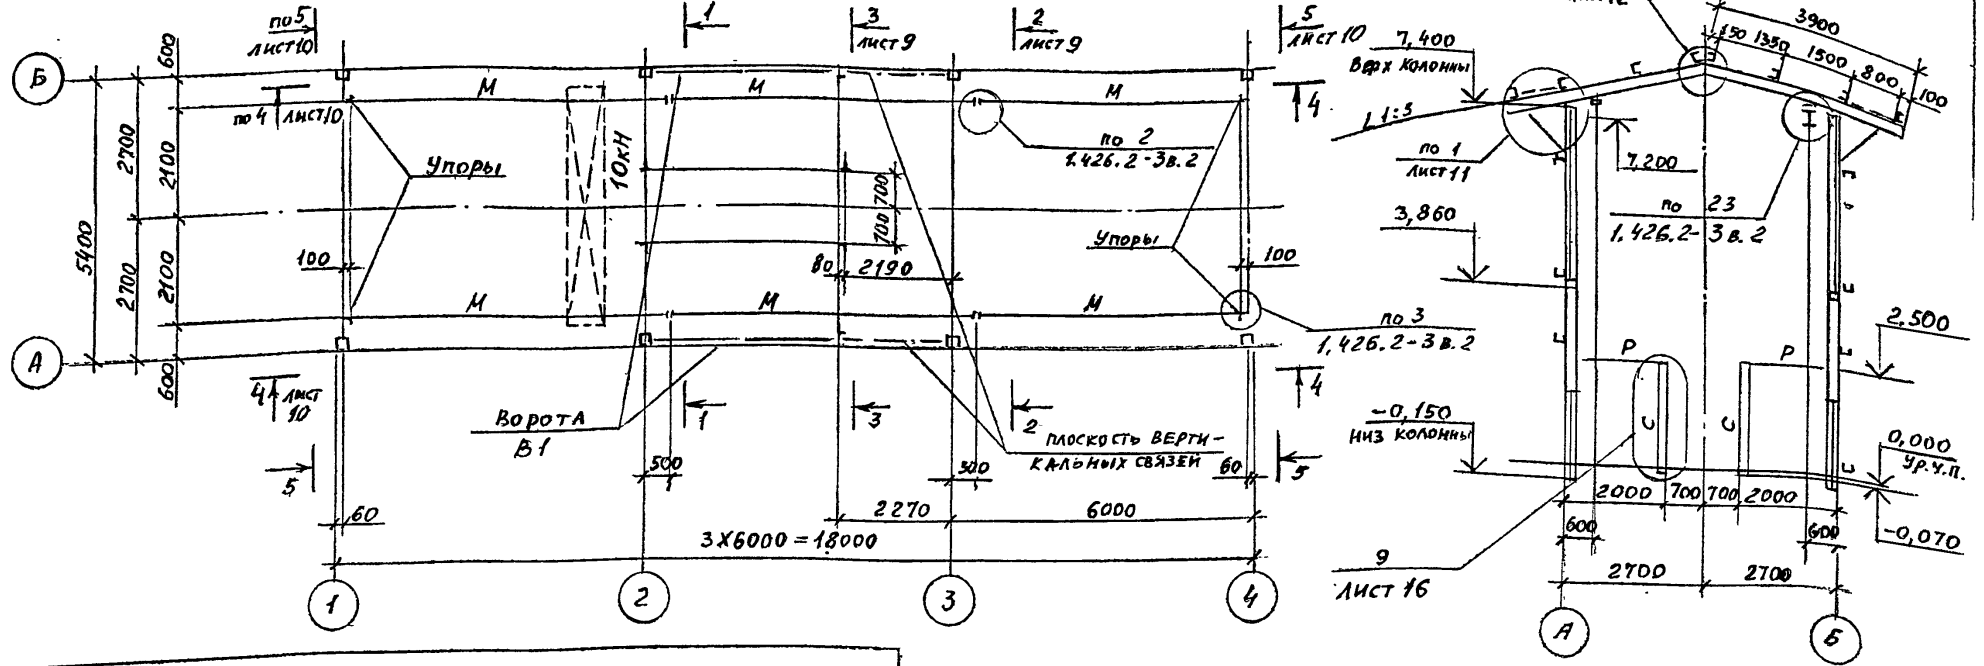 по 5
лист 10
1
3
лист 9
2
лист 9
5
лист 10
Б
600
2700
2100
5400
2700
2100
600
А
по 4 лист 10
М
М
М
Упоры
10кН
700
700
по 2
1.426.2-3 в.2
4
100
80
2190
Упоры
100
М
М
М
по 3
1.426.2-3 в.2
4 лист
10
4
Ворота
В1
1
3
2
плоскость верти-
кальных связей
5
5
500
300
60
60
2270
6000
3х6000=18000
1
2
3
4
3900
150
1350
1500
800
100
7,400
Верх колонны
1:5
по 1
лист 11
7,200
3,860
по 23
1.426.2-3 в.2
2,500
Р
Р
С
С
-0,150
низ колонны
0,000
ур.ч.п.
-0,070
2000
700
700
2000
600
600
9
лист 16
2700
2700
А
Б